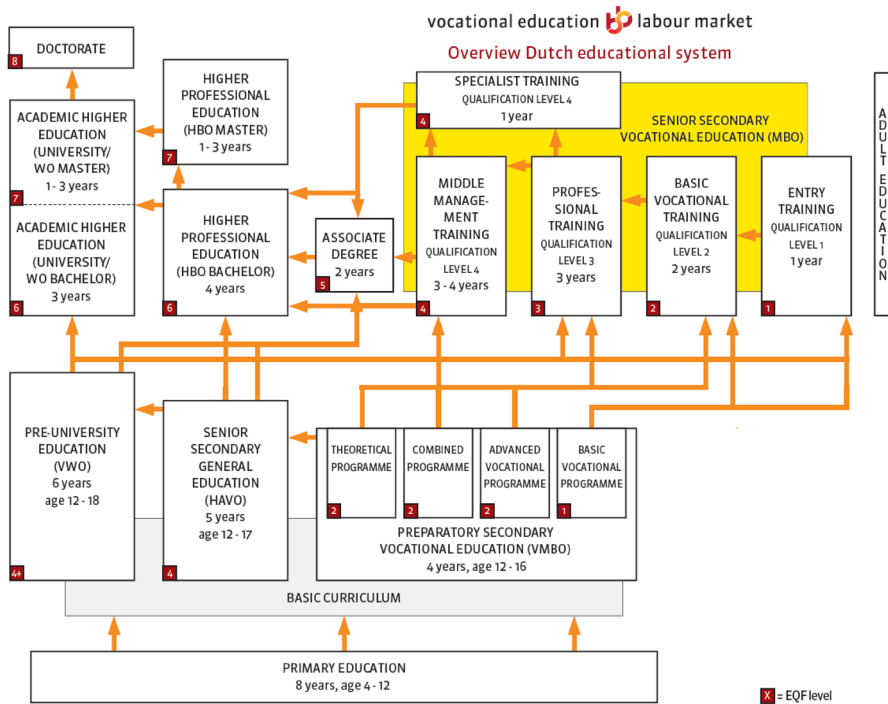 vocational education labour market
Overview Dutch educational system
DOCTORATE
8
HIGHER
PROFESSIONAL
EDUCATION
(HBO MASTER)
1 - 3 years
7
ACADEMIC HIGHER
EDUCATION
(UNIVERSITY/
WO MASTER)
1 - 3 years
7
ACADEMIC HIGHER
EDUCATION
(UNIVERSITY/
WO BACHELOR)
3 years
6
HIGHER
PROFESSIONAL
EDUCATION
(HBO BACHELOR)
4 years
6
ASSOCIATE
DEGREE
2 years
5
SPECIALIST TRAINING
QUALIFICATION LEVEL 4
1 year
4
SENIOR SECONDARY
VOCATIONAL EDUCATION (MBO)
MIDDLE
MANAGE-
MENT
TRAINING
QUALIFICATION
LEVEL 4
3 - 4 years
4
PROFES-
SIONAL TRAINING
QUALIFICATION
LEVEL 3
3 years
3
BASIC
VOCATIONAL
TRAINING
QUALIFICATION
LEVEL 2
2 years
2
ENTRY
TRAINING
QUALIFICATION
LEVEL 1
1 year
1
ADULT EDUCATION
PRE-UNIVERSITY
EDUCATION
(VWO)
6 years
age 12 - 18
4+
SENIOR
SECONDARY
GENERAL
EDUCATION
(HAVO)
5 years
age 12 - 17
4
THEORETICAL
PROGRAMME
2
COMBINED
PROGRAMME
2
ADVANCED
VOCATIONAL
PROGRAMME
2
BASIC
VOCATIONAL
PROGRAMME
1
PREPARATORY SECONDARY
VOCATIONAL EDUCATION (VMBO)
4 years, age 12 - 16
BASIC CURRICULUM
PRIMARY EDUCATION
8 years, age 4 - 12
X = EQF level